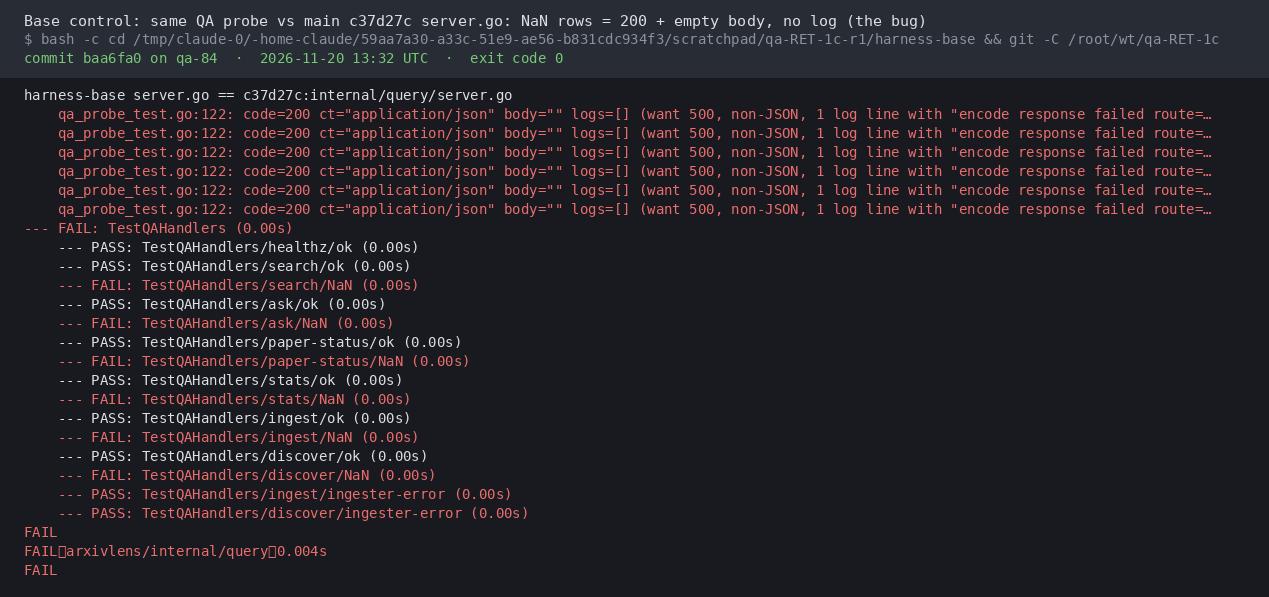 Base control: same QA probe vs main c37d27c server.go: NaN rows = 200 + empty body, no log (the bug)
$ bash -c cd /tmp/claude-0/-home-claude/59aa7a30-a33c-51e9-ae56-b831cdc934f3/scratchpad/qa-RET-1c-r1/harness-base && git -C /root/wt/qa-RET-1c
commit baa6fa0 on qa-84  ·  2026-11-20 13:32 UTC  ·  exit code 0
harness-base server.go == c37d27c:internal/query/server.go
    qa_probe_test.go:122: code=200 ct="application/json" body="" logs=[] (want 500, non-JSON, 1 log line with "encode response failed route=…
    qa_probe_test.go:122: code=200 ct="application/json" body="" logs=[] (want 500, non-JSON, 1 log line with "encode response failed route=…
    qa_probe_test.go:122: code=200 ct="application/json" body="" logs=[] (want 500, non-JSON, 1 log line with "encode response failed route=…
    qa_probe_test.go:122: code=200 ct="application/json" body="" logs=[] (want 500, non-JSON, 1 log line with "encode response failed route=…
    qa_probe_test.go:122: code=200 ct="application/json" body="" logs=[] (want 500, non-JSON, 1 log line with "encode response failed route=…
    qa_probe_test.go:122: code=200 ct="application/json" body="" logs=[] (want 500, non-JSON, 1 log line with "encode response failed route=…
--- FAIL: TestQAHandlers (0.00s)
    --- PASS: TestQAHandlers/healthz/ok (0.00s)
    --- PASS: TestQAHandlers/search/ok (0.00s)
    --- FAIL: TestQAHandlers/search/NaN (0.00s)
    --- PASS: TestQAHandlers/ask/ok (0.00s)
    --- FAIL: TestQAHandlers/ask/NaN (0.00s)
    --- PASS: TestQAHandlers/paper-status/ok (0.00s)
    --- FAIL: TestQAHandlers/paper-status/NaN (0.00s)
    --- PASS: TestQAHandlers/stats/ok (0.00s)
    --- FAIL: TestQAHandlers/stats/NaN (0.00s)
    --- PASS: TestQAHandlers/ingest/ok (0.00s)
    --- FAIL: TestQAHandlers/ingest/NaN (0.00s)
    --- PASS: TestQAHandlers/discover/ok (0.00s)
    --- FAIL: TestQAHandlers/discover/NaN (0.00s)
    --- PASS: TestQAHandlers/ingest/ingester-error (0.00s)
    --- PASS: TestQAHandlers/discover/ingester-error (0.00s)
FAIL
FAIL▯arxivlens/internal/query▯0.004s
FAIL